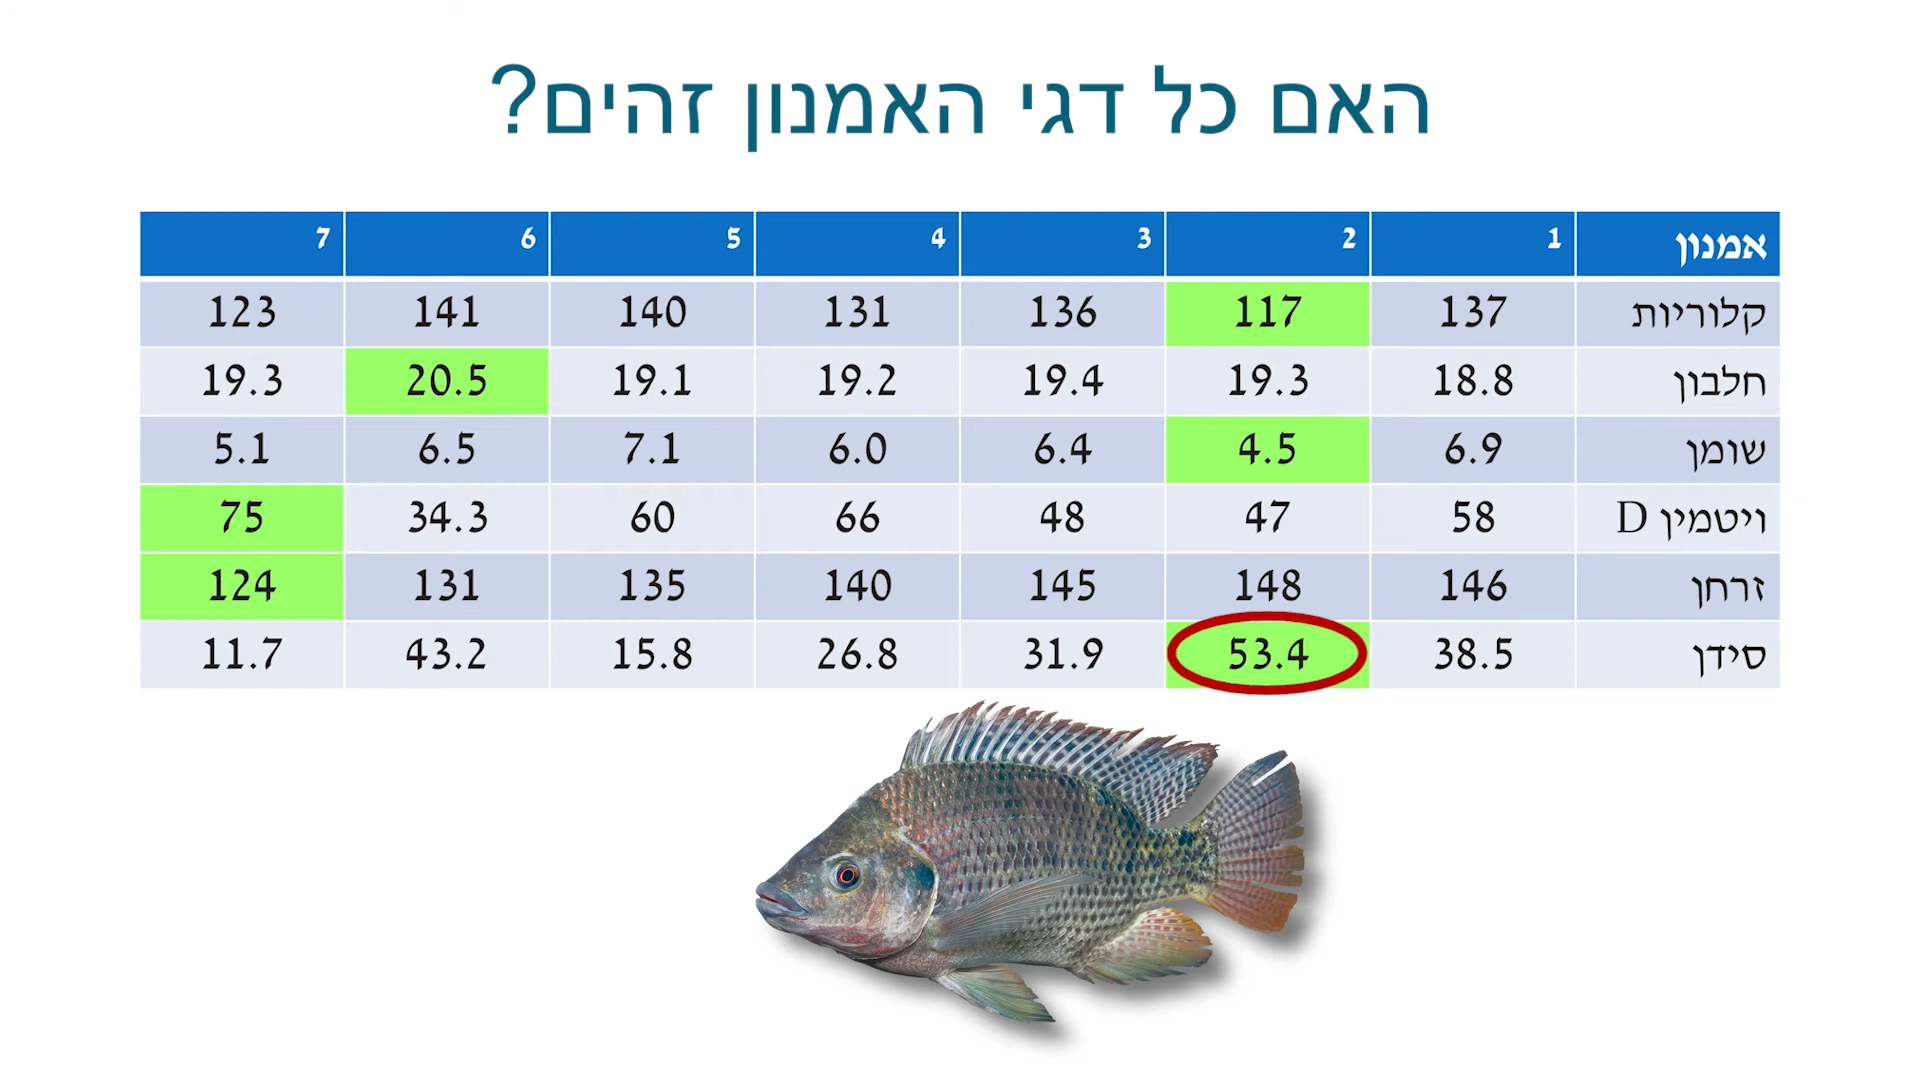 האם כל דגי האמנון זהים?
אמנון 1 2 3 4 5 6 7
קלוריות 137 117 136 131 140 141 123
חלבון 18.8 19.3 19.4 19.2 19.1 20.5 19.3
שומן 6.9 4.5 6.4 6.0 7.1 6.5 5.1
ויטמין D 58 47 48 66 60 34.3 75
זרחן 146 148 145 140 135 131 124
סידן 38.5 53.4 31.9 26.8 15.8 43.2 11.7